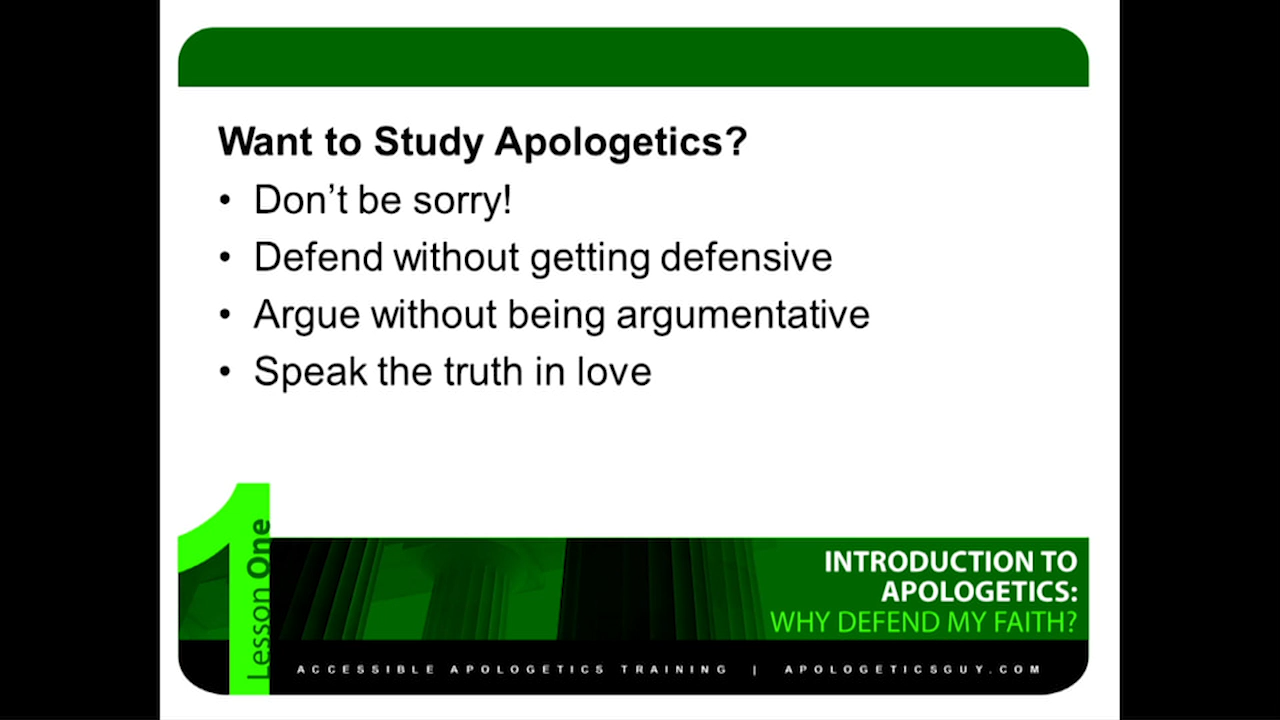 Want to Study Apologetics?
• Don’t be sorry!
• Defend without getting defensive
• Argue without being argumentative
• Speak the truth in love
1
Lesson One
INTRODUCTION TO
APOLOGETICS:
WHY DEFEND MY FAITH?
ACCESSIBLE APOLOGETICS TRAINING | APOLOGETICSGUY.COM